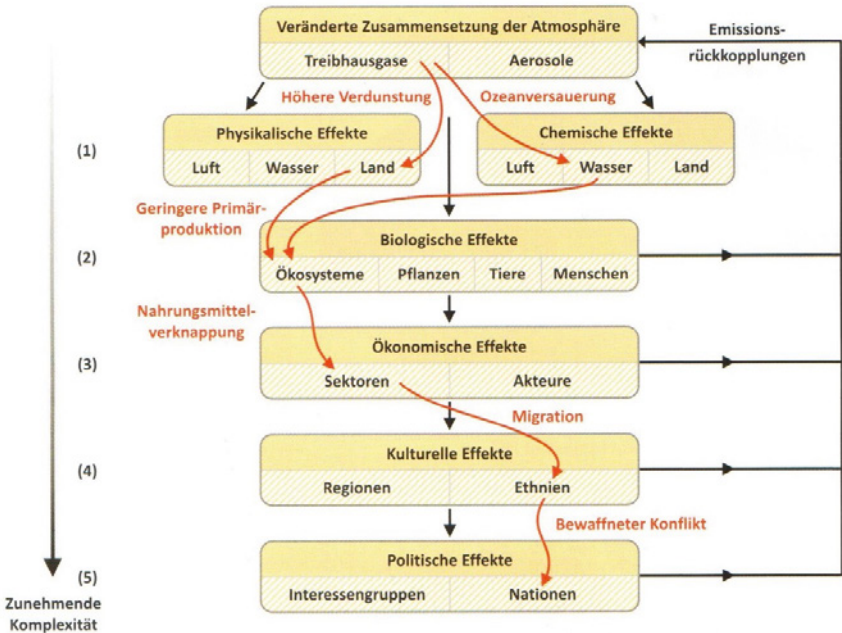 Veränderte Zusammensetzung der Atmosphäre
Treibhausgase
Aerosole
Emissions-
rückkopplungen
Höhere Verdunstung
Ozeanversauerung
(1)
Physikalische Effekte
Luft
Wasser
Land
Chemische Effekte
Luft
Wasser
Land
Geringere Primär-
produktion
(2)
Biologische Effekte
Ökosysteme
Pflanzen
Tiere
Menschen
Nahrungsmittel-
verknappung
(3)
Ökonomische Effekte
Sektoren
Akteure
Migration
(4)
Kulturelle Effekte
Regionen
Ethnien
Bewaffneter Konflikt
(5)
Politische Effekte
Interessengruppen
Nationen
Zunehmende
Komplexität